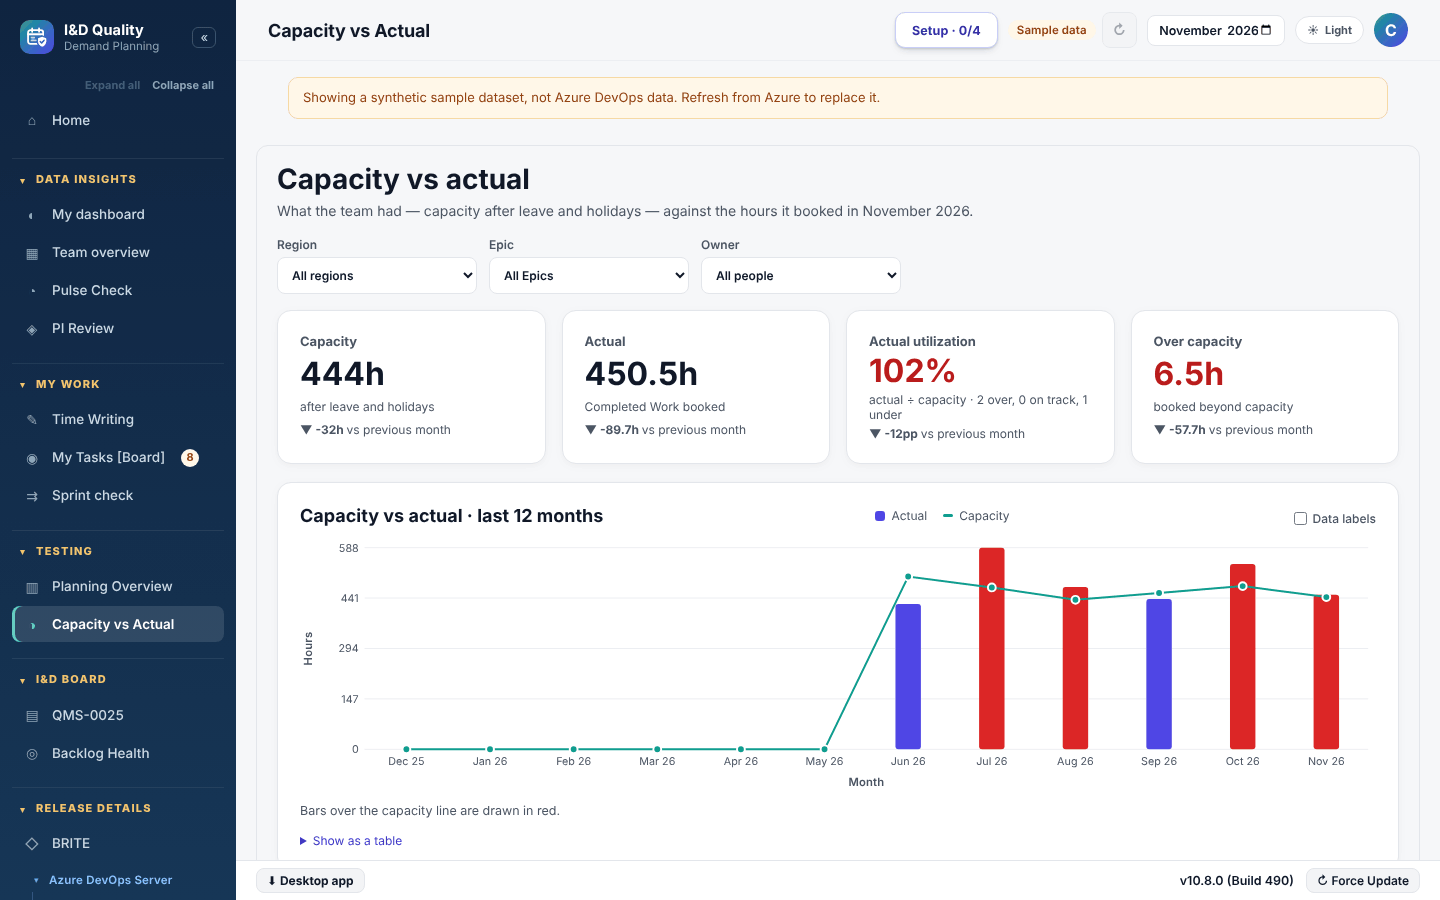 I&D Quality
Demand Planning
«
Expand all Collapse all
Home
DATA INSIGHTS
My dashboard
Team overview
Pulse Check
PI Review
MY WORK
Time Writing
My Tasks [Board] 8
Sprint check
TESTING
Planning Overview
Capacity vs Actual
I&D BOARD
QMS-0025
Backlog Health
RELEASE DETAILS
BRITE
Azure DevOps Server
Capacity vs Actual
Setup · 0/4
Sample data
November 2026
Light
C
Showing a synthetic sample dataset, not Azure DevOps data. Refresh from Azure to replace it.
Capacity vs actual
What the team had — capacity after leave and holidays — against the hours it booked in November 2026.
Region Epic Owner
All regions All Epics All people
Capacity
444h
after leave and holidays
▼ -32h vs previous month
Actual
450.5h
Completed Work booked
▼ -89.7h vs previous month
Actual utilization
102%
actual ÷ capacity · 2 over, 0 on track, 1
under
▼ -12pp vs previous month
Over capacity
6.5h
booked beyond capacity
▼ -57.7h vs previous month
Capacity vs actual · last 12 months
Actual Capacity
Data labels
588
441
294
147
0
Hours
Dec 25 Jan 26 Feb 26 Mar 26 Apr 26 May 26 Jun 26 Jul 26 Aug 26 Sep 26 Oct 26 Nov 26
Month
Bars over the capacity line are drawn in red.
▶ Show as a table
⬇ Desktop app
v10.8.0 (Build 490)
↻ Force Update